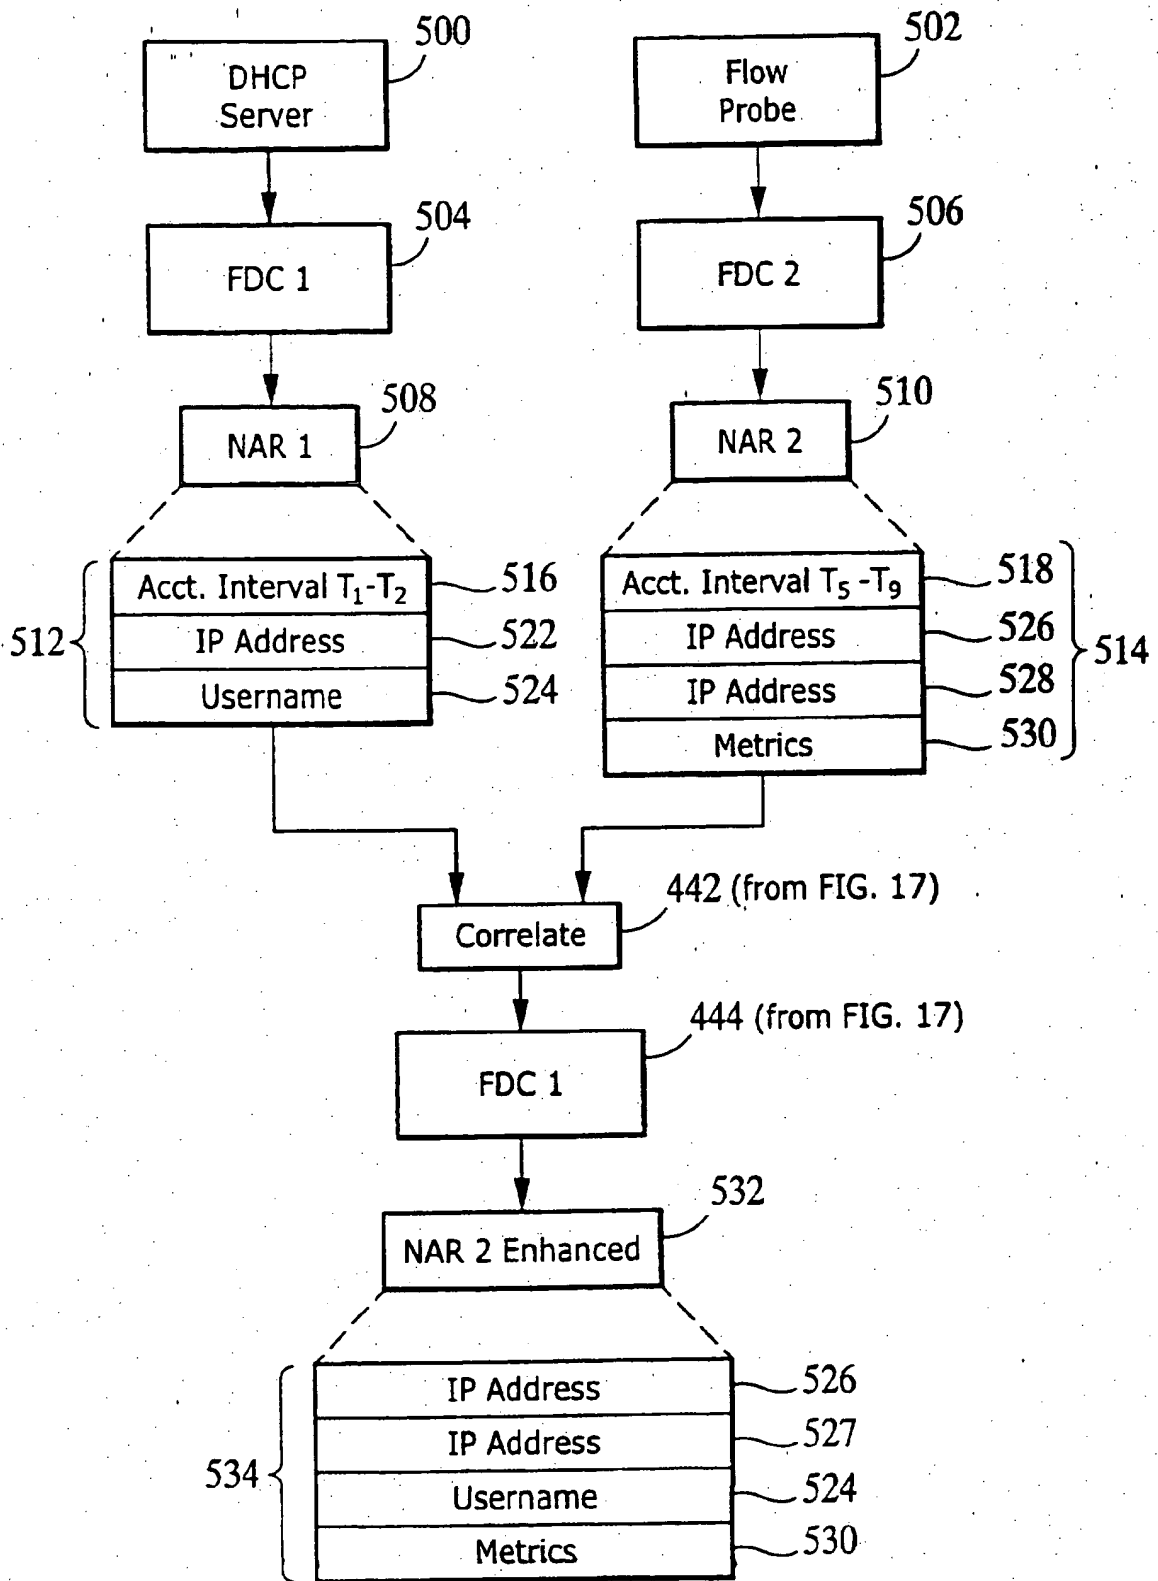 500
DHCP
Server
502
Flow
Probe
504
FDC 1
506
FDC 2
508
NAR 1
510
NAR 2
512
Acct. Interval T₁-T₂
516
IP Address
522
Username
524
Acct. Interval T₅-T₉
518
IP Address
526
IP Address
528
Metrics
530
514
442 (from FIG. 17)
Correlate
444 (from FIG. 17)
FDC 1
532
NAR 2 Enhanced
534
IP Address
526
IP Address
527
Username
524
Metrics
530